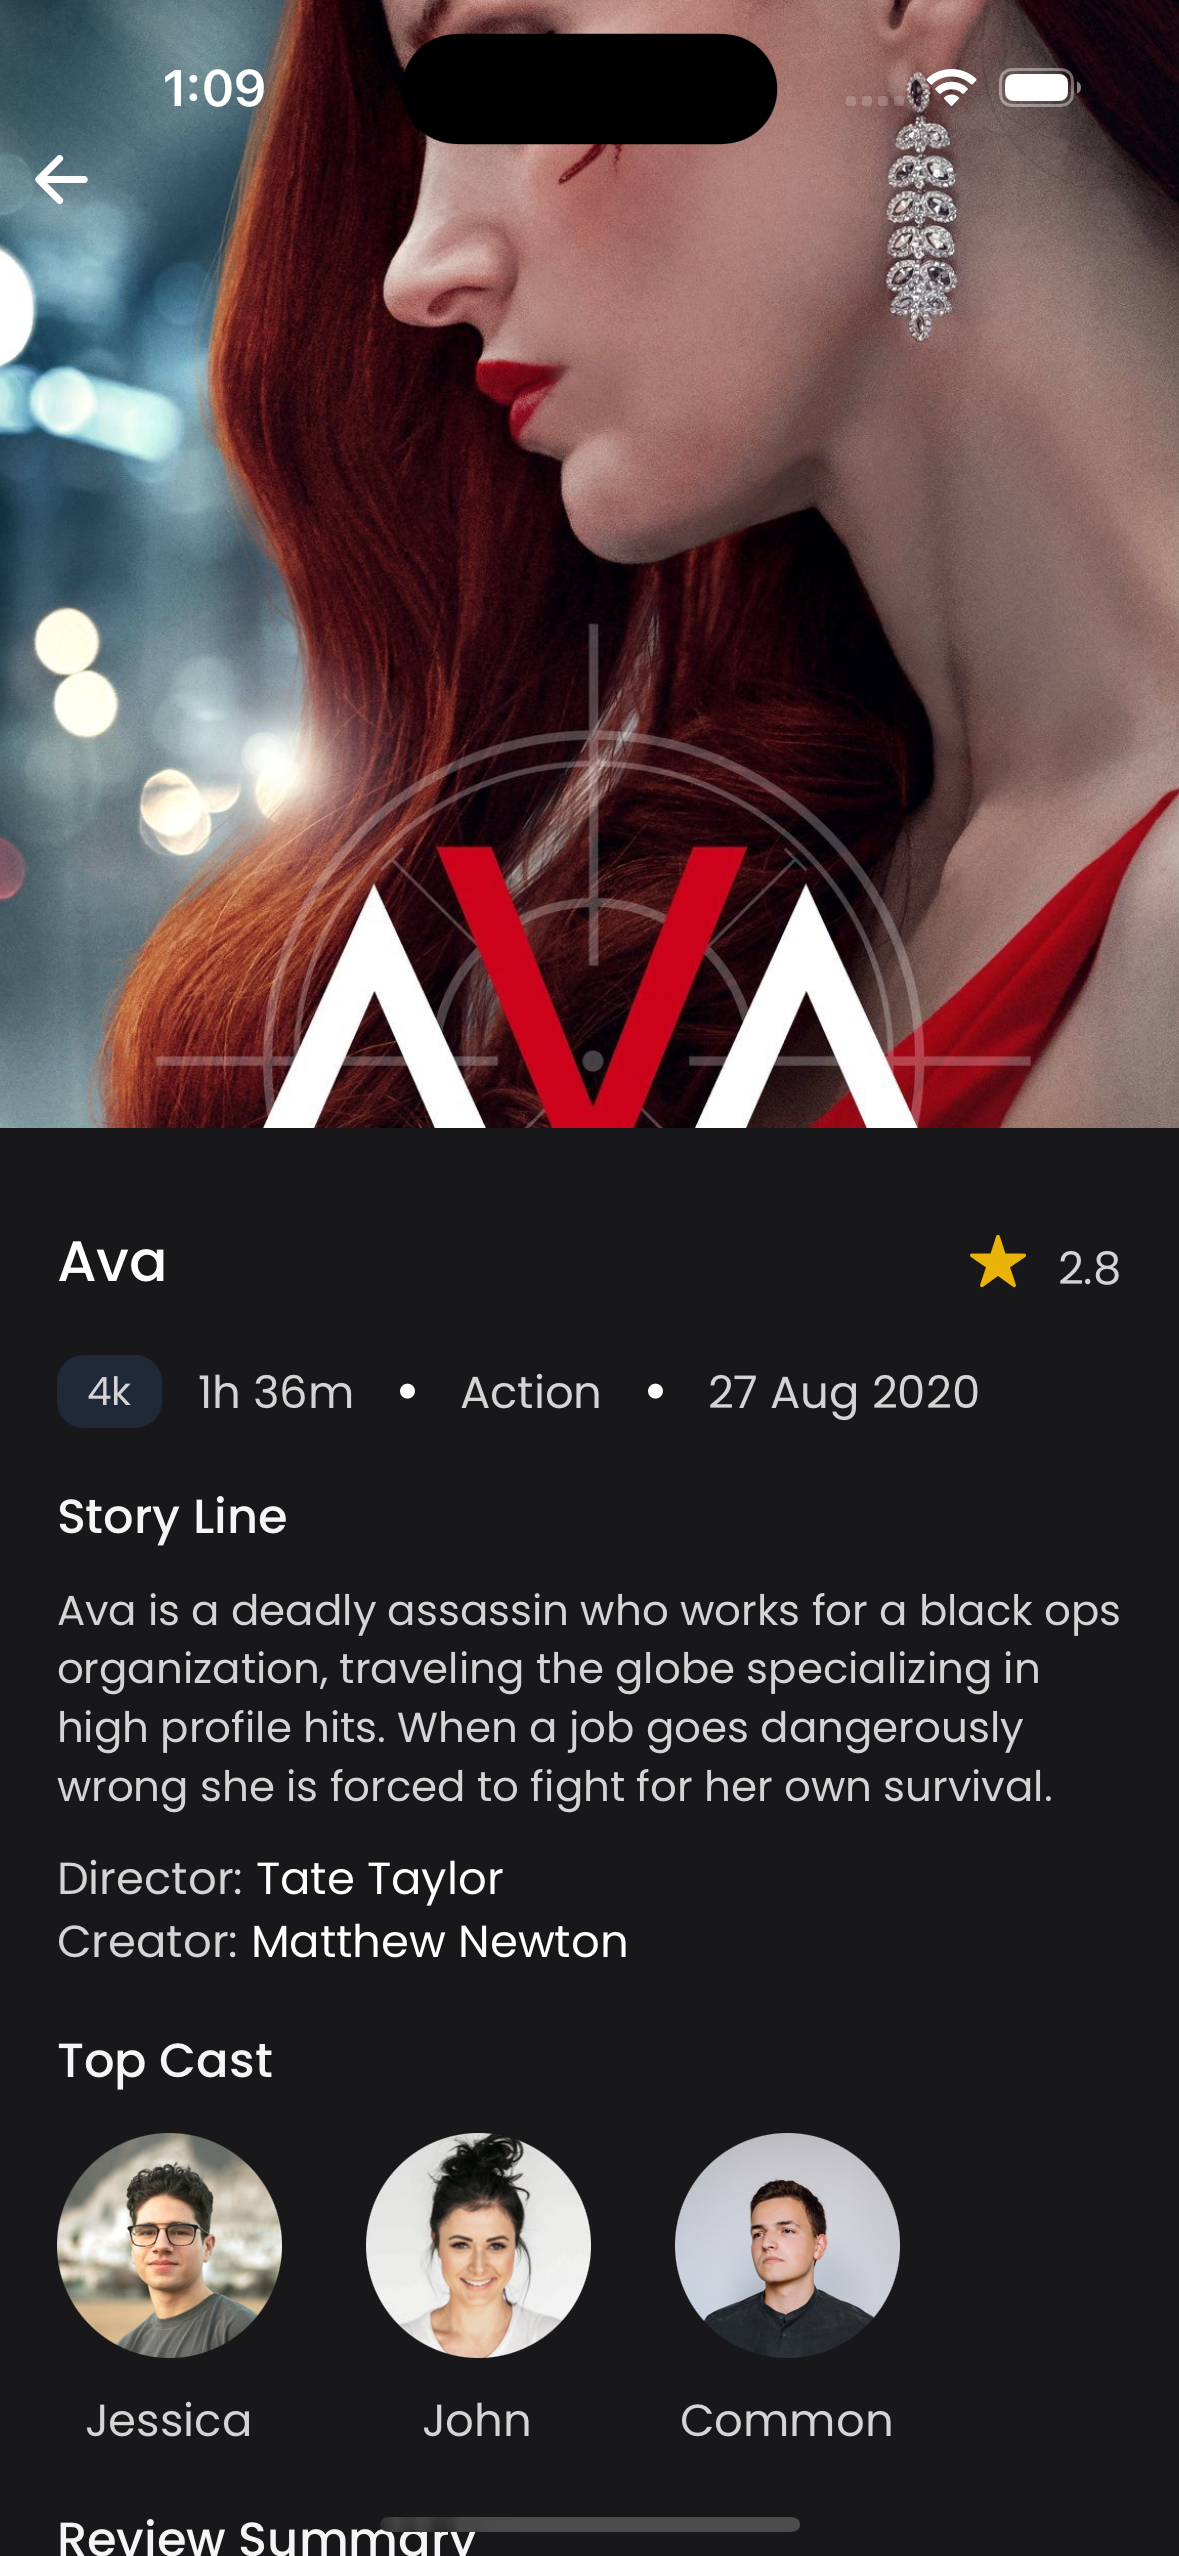 1:09
AVA
Ava
2.8
4k 1h 36m • Action • 27 Aug 2020
Story Line
Ava is a deadly assassin who works for a black ops
organization, traveling the globe specializing in
high profile hits. When a job goes dangerously
wrong she is forced to fight for her own survival.
Director: Tate Taylor
Creator: Matthew Newton
Top Cast
Jessica John Common
Review Summary